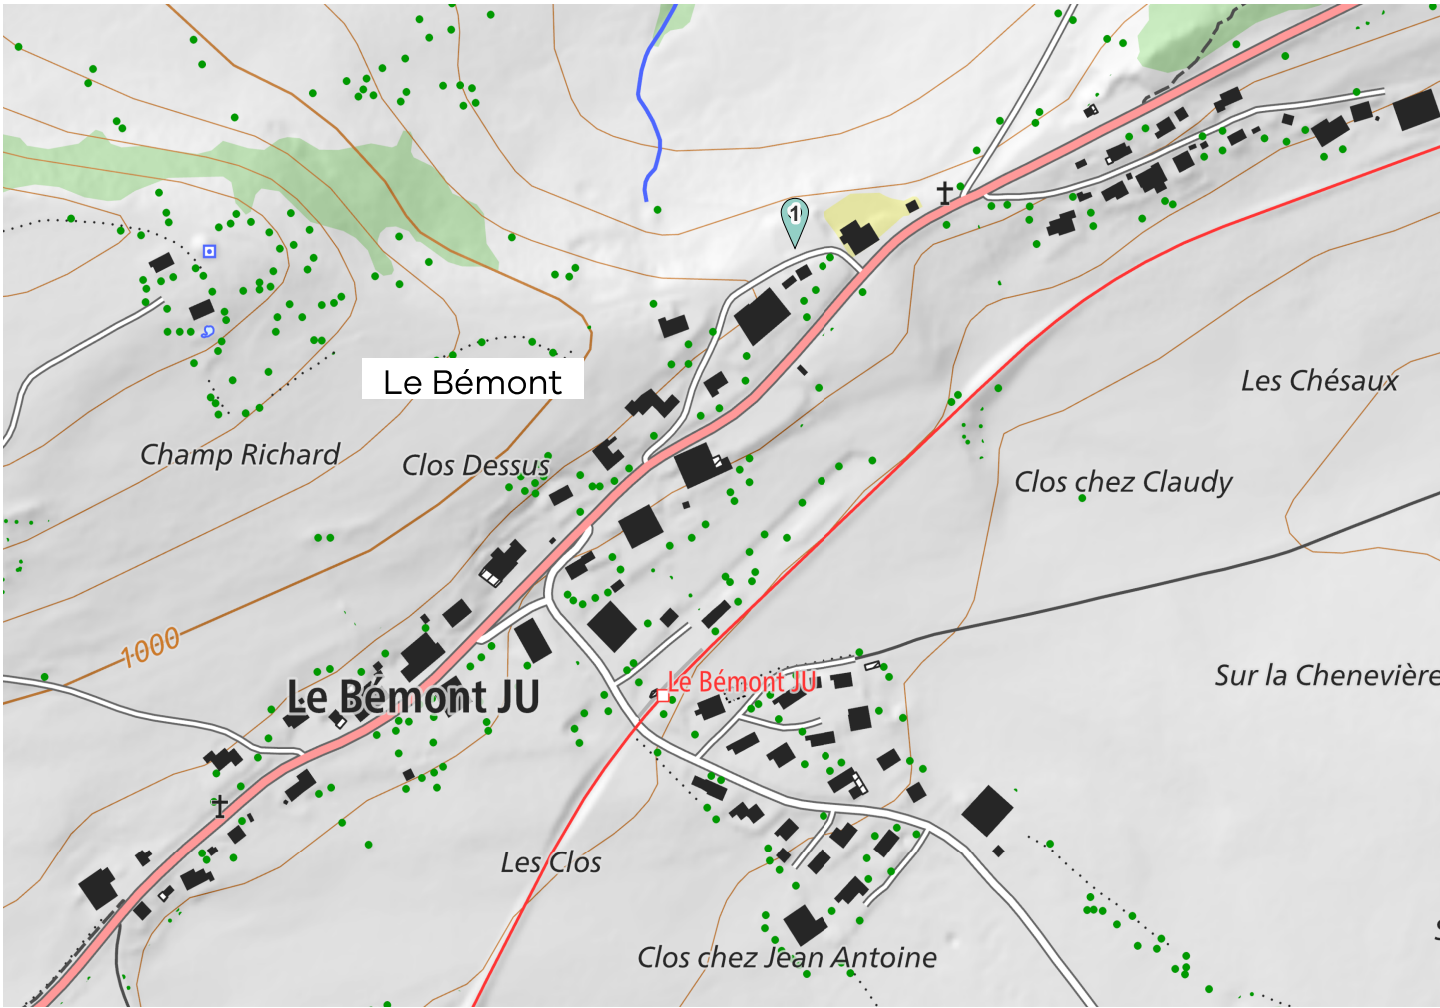 1
Le Bémont
Les Chésaux
Champ Richard
Clos Dessus
Clos chez Claudy
1000
Le Bémont JU
Le Bémont JU
Sur la Chenevière
Les Clos
Clos chez Jean Antoine